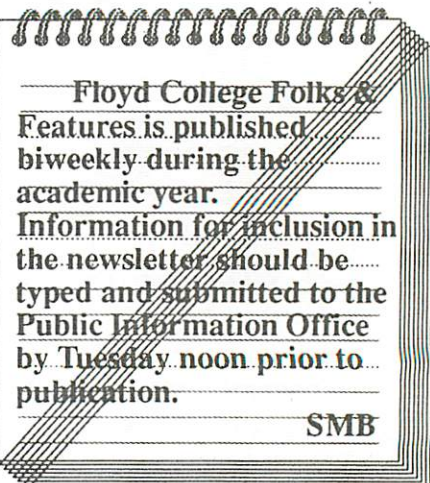 Floyd College Folks &
Features is published
biweekly during the
academic year.
Information for inclusion in
the newsletter should be
typed and submitted to the
Public Information Office
by Tuesday noon prior to
publication.
SMB